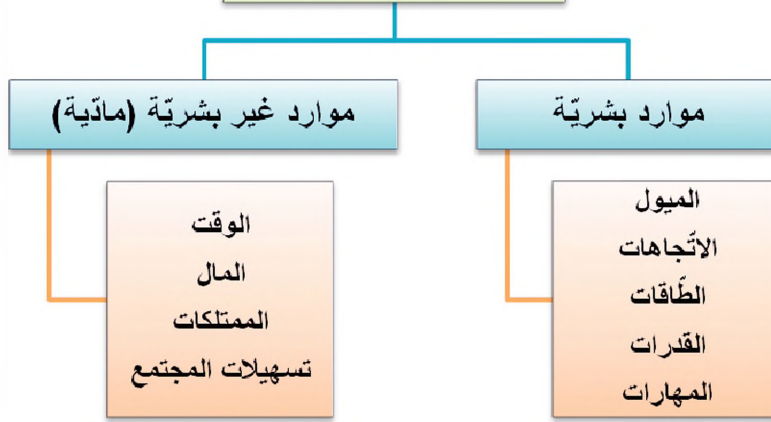 موارد بشريّة
الميول
الاتّجاهات
الطّاقات
القدرات
المهارات
موارد غير بشريّة (مادّية)
الوقت
المال
الممتلكات
تسهيلات المجتمع